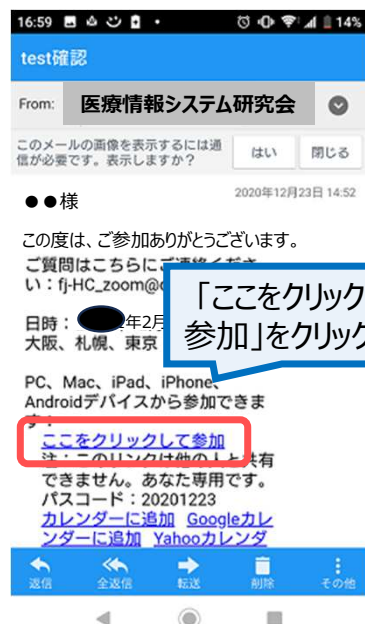 16:59 14%
test確認
From: 医療情報システム研究会
このメールの画像を表示するには通
信が必要です。表示しますか?
はい 閉じる
2020年12月23日 14:52
●●様
この度は、ご参加ありがとうございます。
ご質問はこちらに
い:fj-HC_zoom@
日時: 年2月
大阪、札幌、東京
「ここをクリック
参加」をクリック
PC、Mac、iPad、iPhone、
Androidデバイスから参加できま
す:
ここをクリックして参加
注:このリンクは他の人と共有
できません。あなた専用です。
パスコード:20201223
カレンダーに追加 Googleカレ
ンダーに追加 Yahooカレンダ
返信 全返信 転送 削除 その他